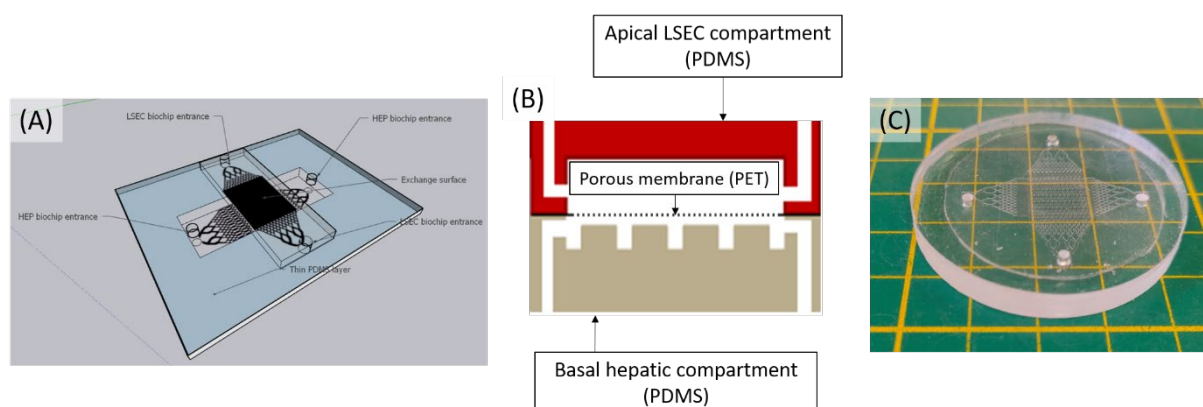 (A)
LSEC biochip entrance
HEP biochip entrance
Exchange surface
HEP biochip entrance
LSEC biochip entrance
Thin PDMS layer
(B)
Apical LSEC compartment
(PDMS)
Porous membrane (PET)
Basal hepatic compartment
(PDMS)
(C)